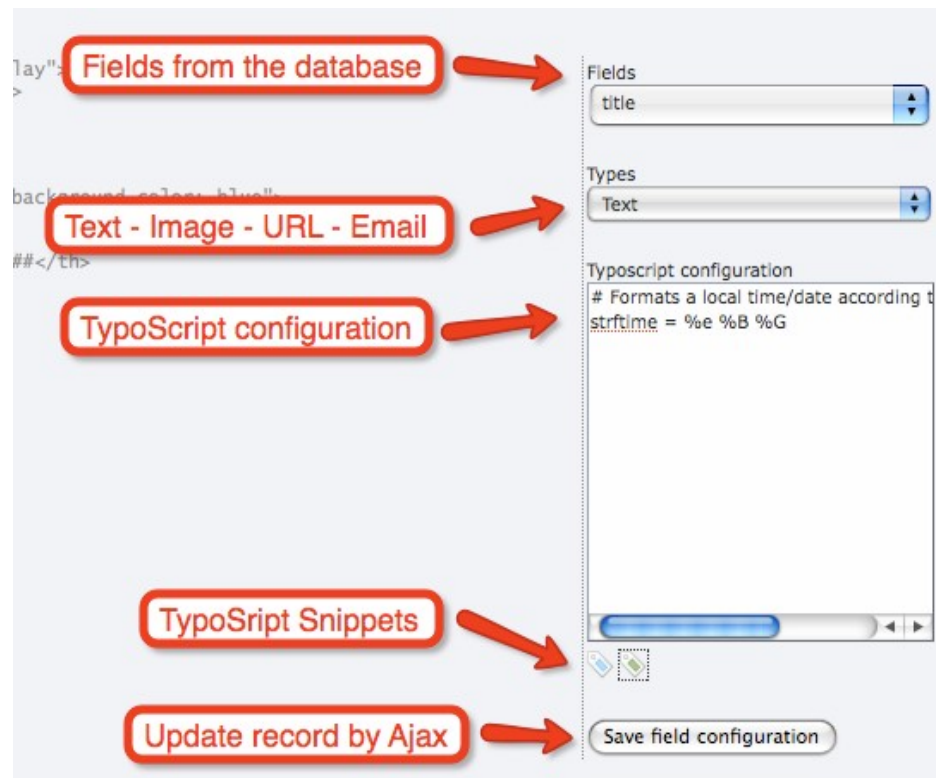 lay">
Fields from the database
>
Fields
title
Types
background-color: blue">
Text
Text - Image - URL - Email
##</th>
Typoscript configuration
# Formats a local time/date according t
TypoScript configuration
strftime = %e %B %G
TypoSript Snippets
Update record by Ajax
Save field configuration